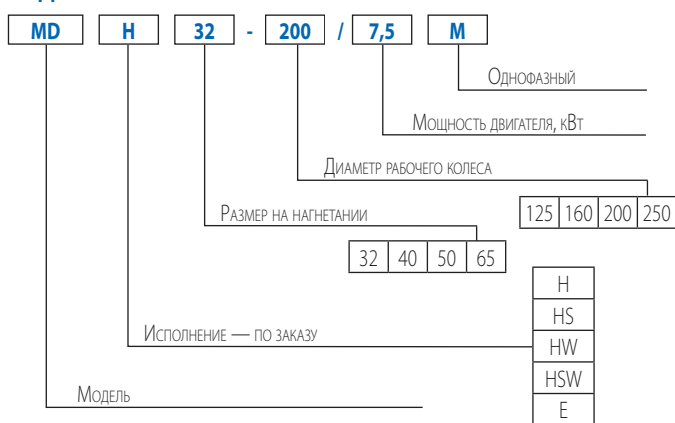 MD H 32 - 200 / 7,5 M
Однофазный
Мощность двигателя, кВт
Диаметр рабочего колеса
125 160 200 250
Размер на нагнетании
32 40 50 65
H
HS
Исполнение — по заказу
HW
HSW
Модель
E